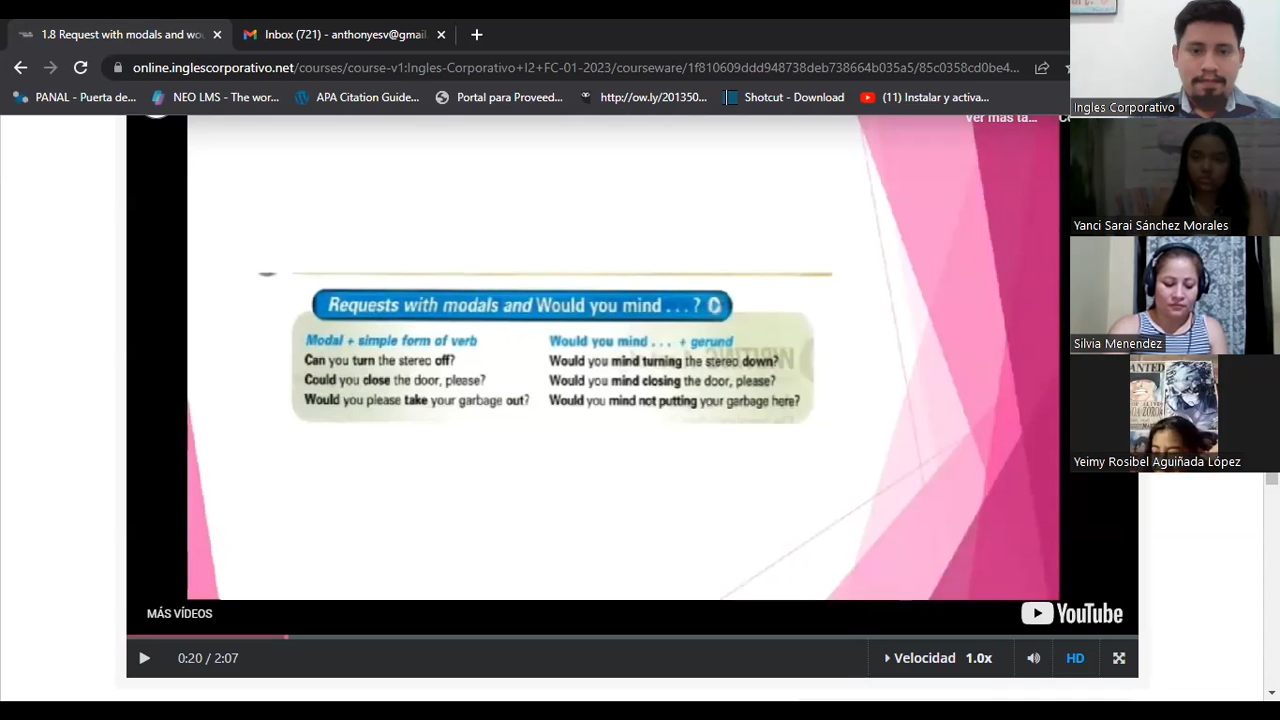 1.8 Request with modals and wou
Inbox (721) - anthonyesv@gmail.
online.inglescorporativo.net/courses/course-v1:Ingles-Corporativo+I2+FC-01-2023/courseware/1f810609ddd948738deb738664b035a5/85c0358cd0be4...
PANAL - Puerta de...
NEO LMS - The wor...
APA Citation Guide...
Portal para Proveed...
http://ow.ly/201350...
Shotcut - Download
(11) Instalar y activa...
Ver más ta...
Requests with modals and Would you mind . . . ?
Modal + simple form of verb
Can you turn the stereo off?
Could you close the door, please?
Would you please take your garbage out?
Would you mind . . . + gerund
Would you mind turning the stereo down?
Would you mind closing the door, please?
Would you mind not putting your garbage here?
MÁS VÍDEOS
YouTube
0:20 / 2:07
Velocidad 1.0x
HD
Ingles Corporativo
Yanci Sarai Sánchez Morales
Silvia Menendez
WANTED
Yeimy Rosibel Aguiñada López